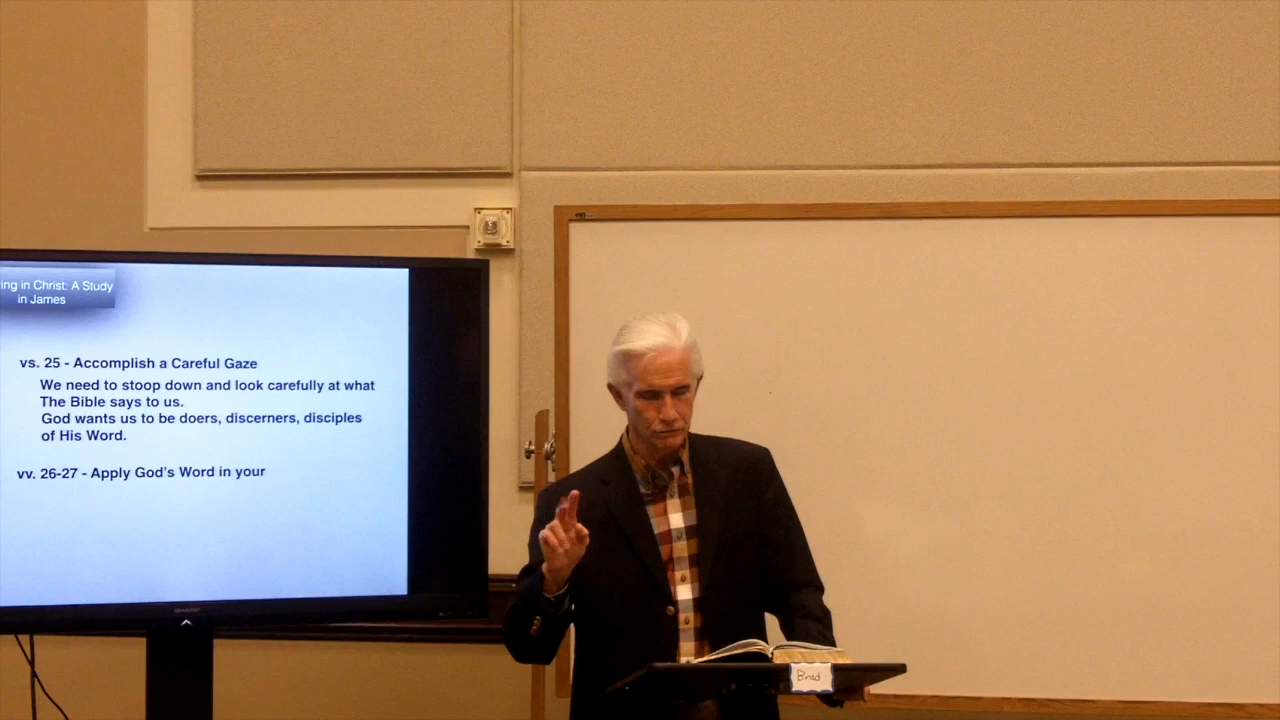 ing in Christ: A Study
in James
vs. 25 - Accomplish a Careful Gaze
We need to stoop down and look carefully at what
The Bible says to us.
God wants us to be doers, discerners, disciples
of His Word.
vv. 26-27 - Apply God's Word in your
SHARP
Brad